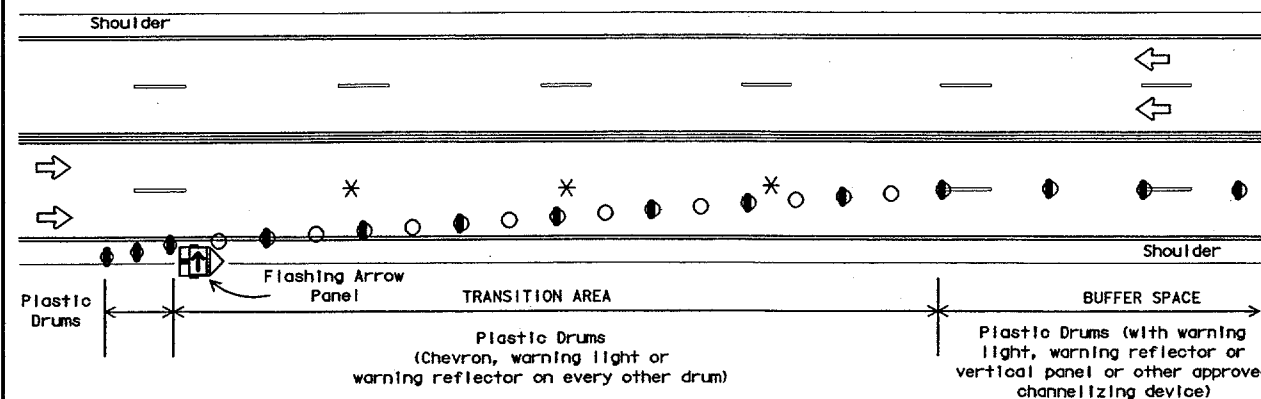 Shoulder
Shoulder
Flashing Arrow
Panel
Plastic
Drums
TRANSITION AREA
BUFFER SPACE
Plastic Drums
(Chevron, warning light or
warning reflector on every other drum)
Plastic Drums (with warning
light, warning reflector or
vertical panel or other approve
channelizing device)